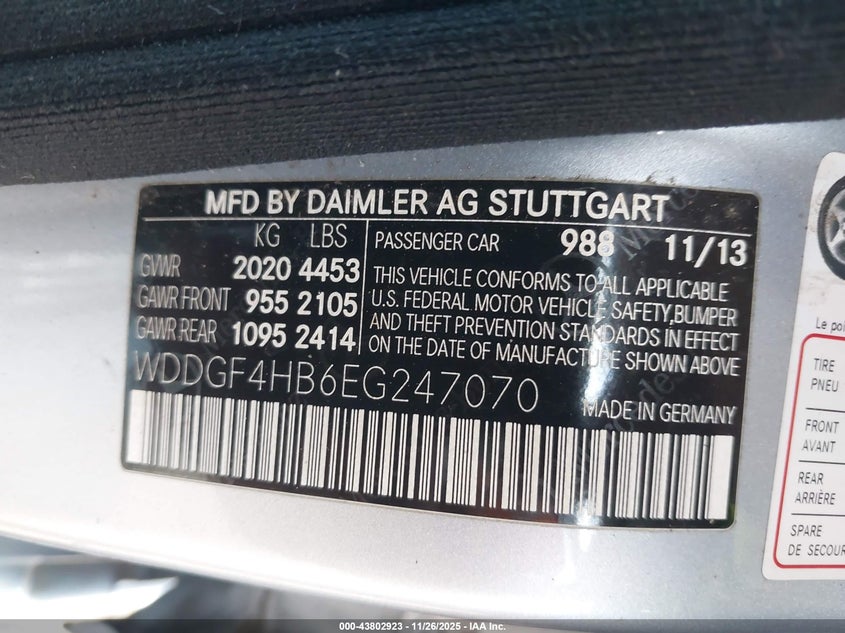 MFD BY DAIMLER AG STUTTGART
KG LBS PASSENGER CAR 988 11/13
GVWR 2020 4453
GAWR FRONT 955 2105
GAWR REAR 1095 2414
THIS VEHICLE CONFORMS TO ALL APPLICABLE
U.S. FEDERAL MOTOR VEHICLE SAFETY,BUMPER
AND THEFT PREVENTION STANDARDS IN EFFECT
ON THE DATE OF MANUFACTURE SHOWN ABOVE
WDDGF4HB6EG247070 MADE IN GERMANY
Le
TIRE
PNEU
FRONT
AVANT
REAR
ARRIÈRE
SPARE
DE
000-43802923 - 11/26/2025 - IAA Inc.